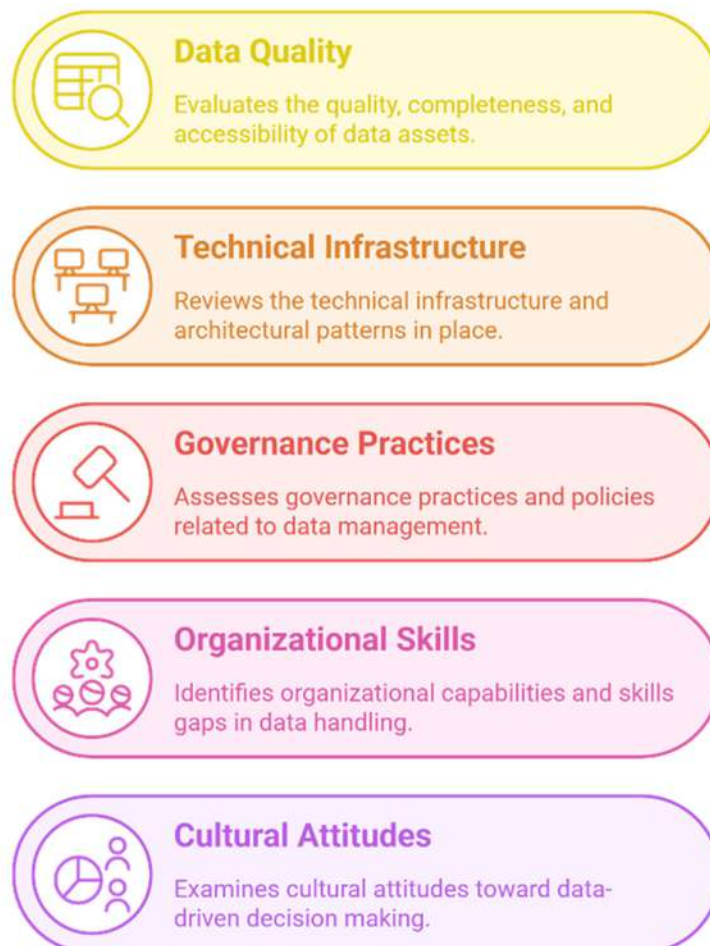 Data Quality
Evaluates the quality, completeness, and
accessibility of data assets.
Technical Infrastructure
Reviews the technical infrastructure and
architectural patterns in place.
Governance Practices
Assesses governance practices and policies
related to data management.
Organizational Skills
Identifies organizational capabilities and skills
gaps in data handling.
Cultural Attitudes
Examines cultural attitudes toward data-
driven decision making.